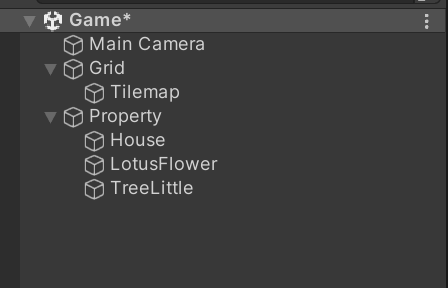 Game*
Main Camera
Grid
Tilemap
Property
House
LotusFlower
TreeLittle